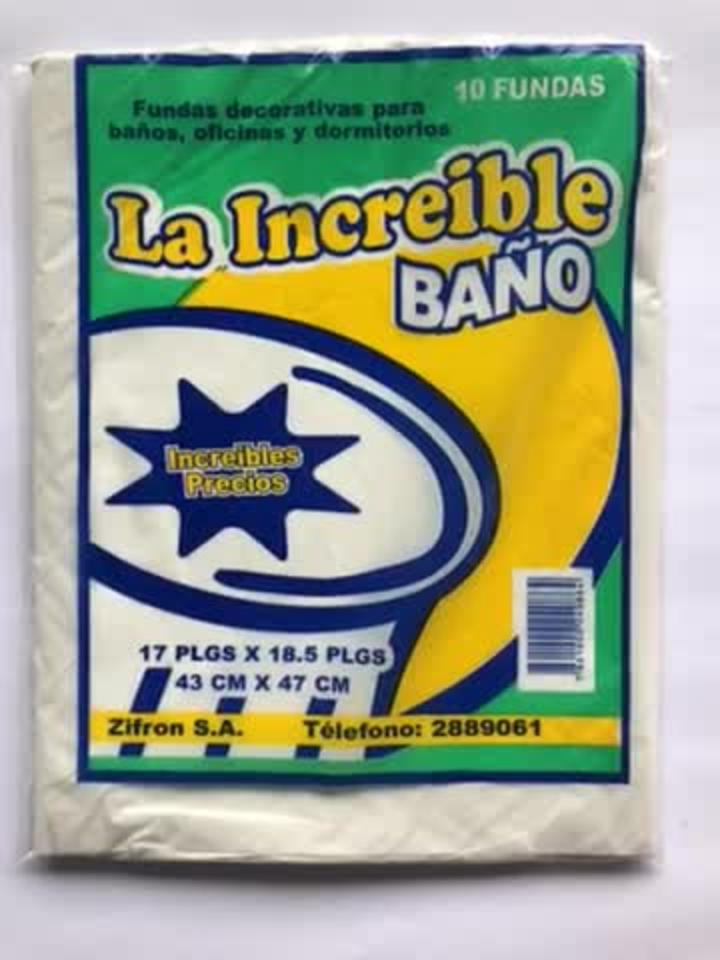 10 FUNDAS
Fundas decorativas para
baños, oficinas y dormitorios
La Increible
BAÑO
Increibles
Precios
17 PLGS X 18.5 PLGS
43 CM X 47 CM
Zifron S.A. Télefono: 2889061